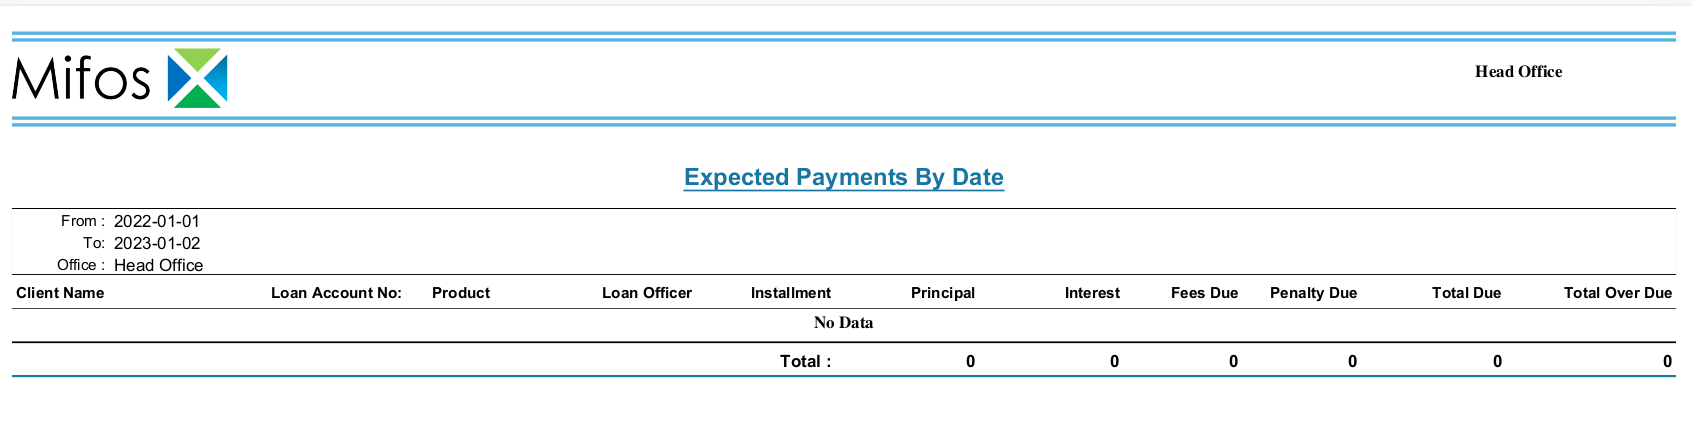 Mifos
Head Office
Expected Payments By Date
From : 2022-01-01
To: 2023-01-02
Office : Head Office
Client Name Loan Account No: Product Loan Officer Installment Principal Interest Fees Due Penalty Due Total Due Total Over Due
No Data
Total : 0 0 0 0 0 0